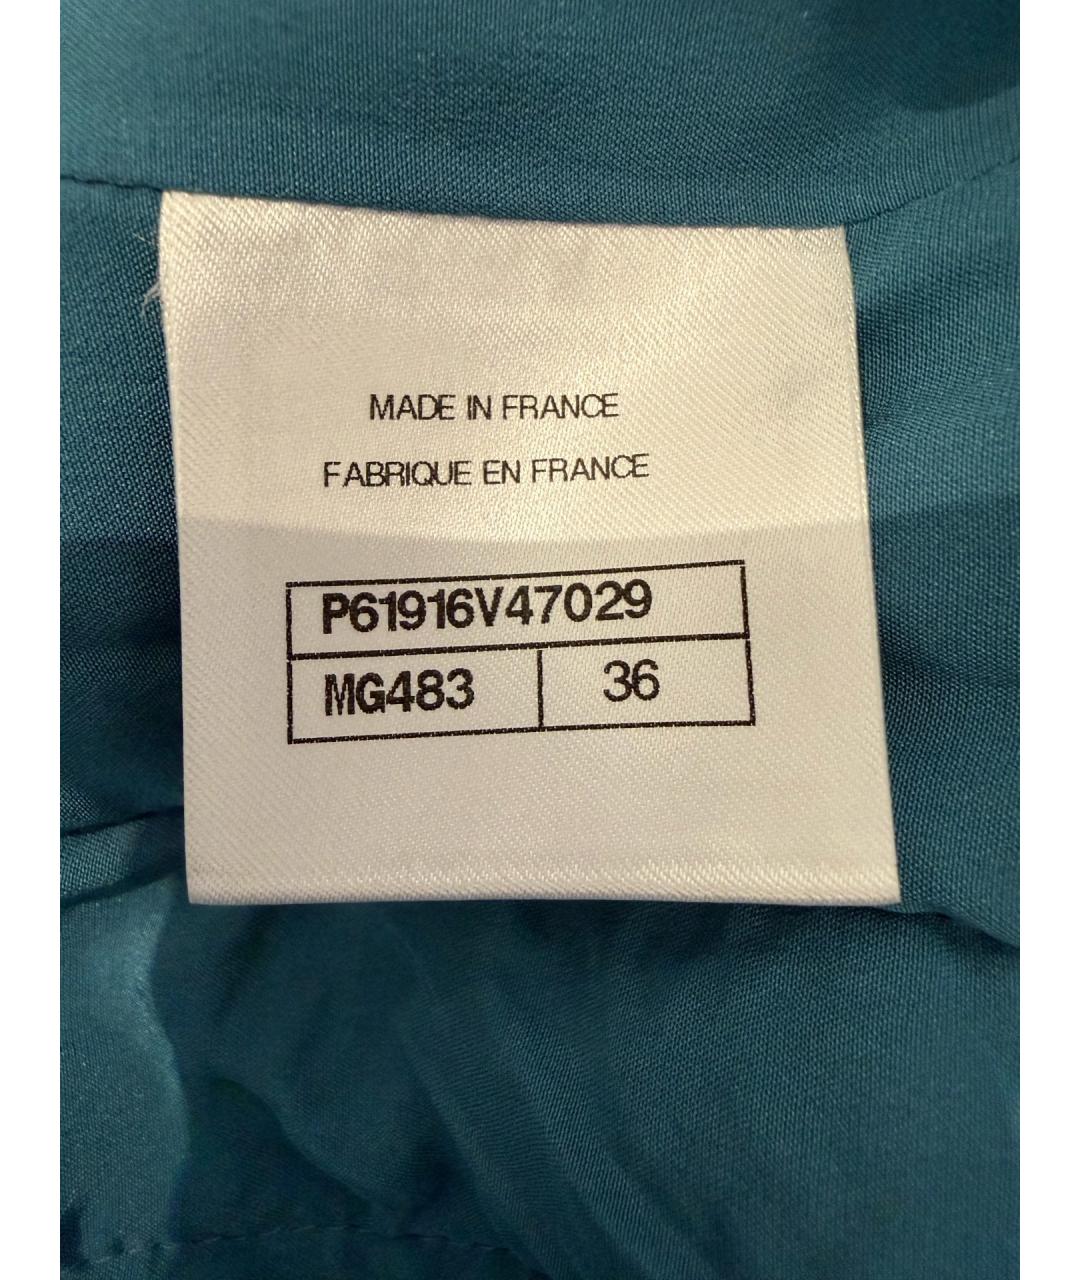 MADE IN FRANCE
FABRIQUE EN FRANCE
P61916V47029
MG483 36